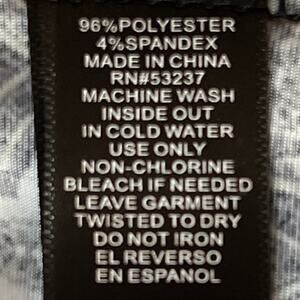 96%POLYESTER
4%SPANDEX
MADE IN CHINA
RN#53237
MACHINE WASH
INSIDE OUT
IN COLD WATER
USE ONLY
NON-CHLORINE
BLEACH IF NEEDED
LEAVE GARMENT
TWISTED TO DRY
DO NOT IRON
EL REVERSO
EN ESPANOL